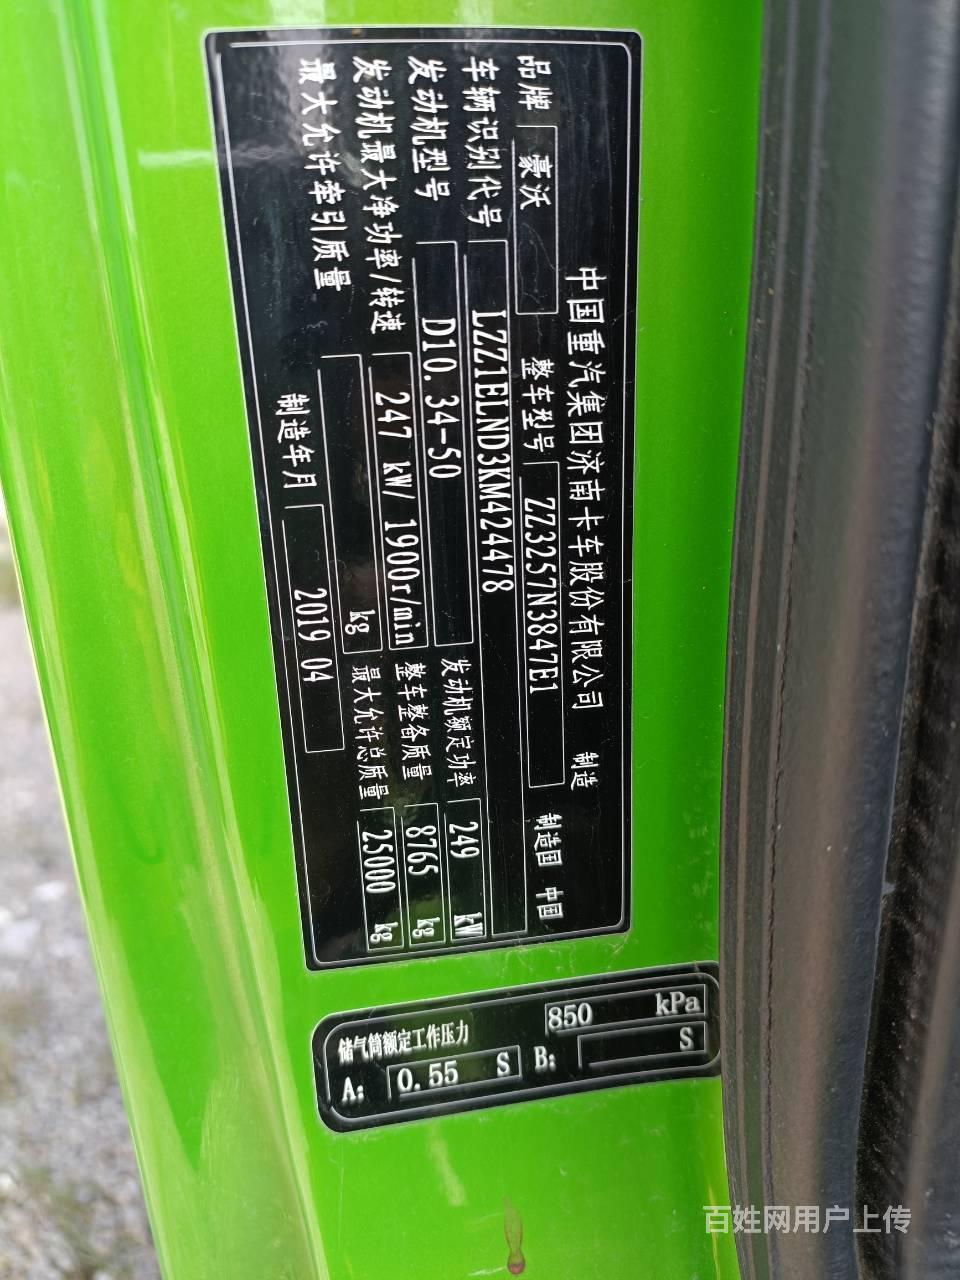 中国重汽集团济南卡车股份有限公司 制造
品牌 豪沃 整车型号 ZZ3257N3847E1 制造国 中国
车辆识别代号 LZZ1ELND3KM424478
发动机型号 D10.34-50 发动机额定功率 249 kW
发动机最大净功率/转速 247 kW/1900r/min 整车整备质量 8765 kg
最大允许牵引质量 kg 最大允许总质量 25000 kg
制造年月 2019 04
储气筒额定工作压力 850 kPa
A: 0.55 S B: S
百姓网用户上传